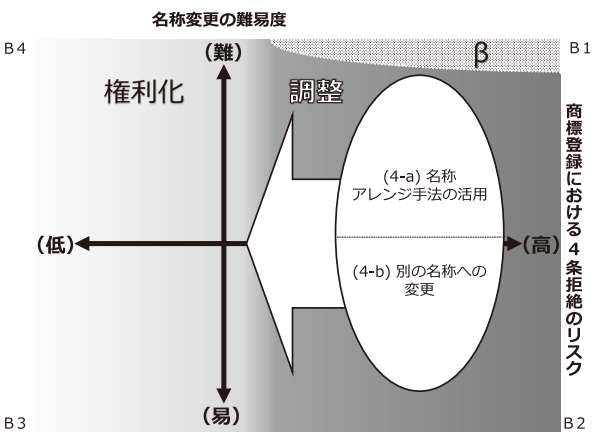 名称変更の難易度
B4
(難)
β
B1
権利化
調整
商標登録における4条拒絶のリスク
(4-a) 名称
アレンジ手法の活用
(低)
(高)
(4-b) 別の名称への
変更
(易)
B3
B2